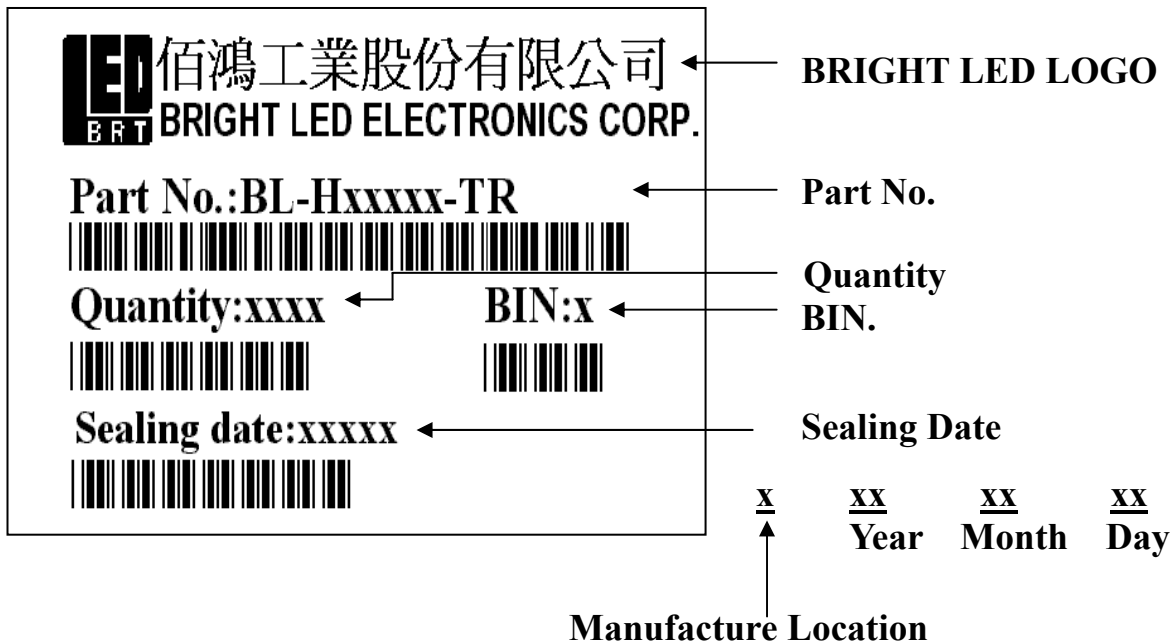 LED 佰鴻工業股份有限公司
BRT BRIGHT LED ELECTRONICS CORP.
BRIGHT LED LOGO
Part No.:BL-Hxxxxx-TR
Part No.
Quantity:xxxx
BIN:x
Quantity
BIN.
Sealing date:xxxxx
Sealing Date
x xx xx xx
Year Month Day
Manufacture Location